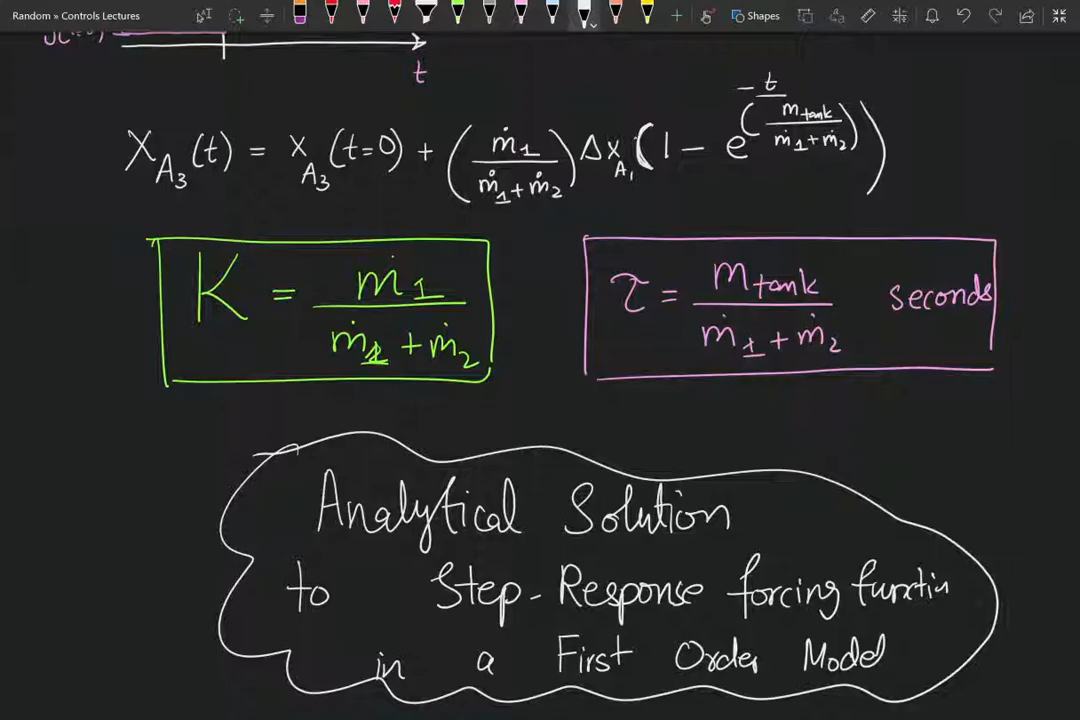 Random » Controls Lectures
Shapes
t
X_A3(t) = X_A3(t=0) + (ṁ1 / (ṁ1 + ṁ2)) Δx_A1 (1 − e^(−t / (m_tank / (ṁ1 + ṁ2))))
K = ṁ1 / (ṁ1 + ṁ2)
τ = m_tank / (ṁ1 + ṁ2) seconds
Analytical Solution
to Step-Response forcing function
in a First Order Model